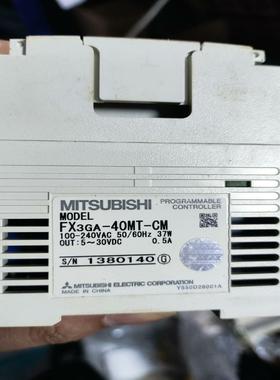 MITSUBISHI
PROGRAMMABLE
CONTROLLER
MODEL
FX3GA-40MT-CM
100-240VAC 50/60Hz 37W
OUT:5~30VDC 0.5A
S/N 1380140 G
MITSUBISHI ELECTRIC CORPORATION
MADE IN CHINA